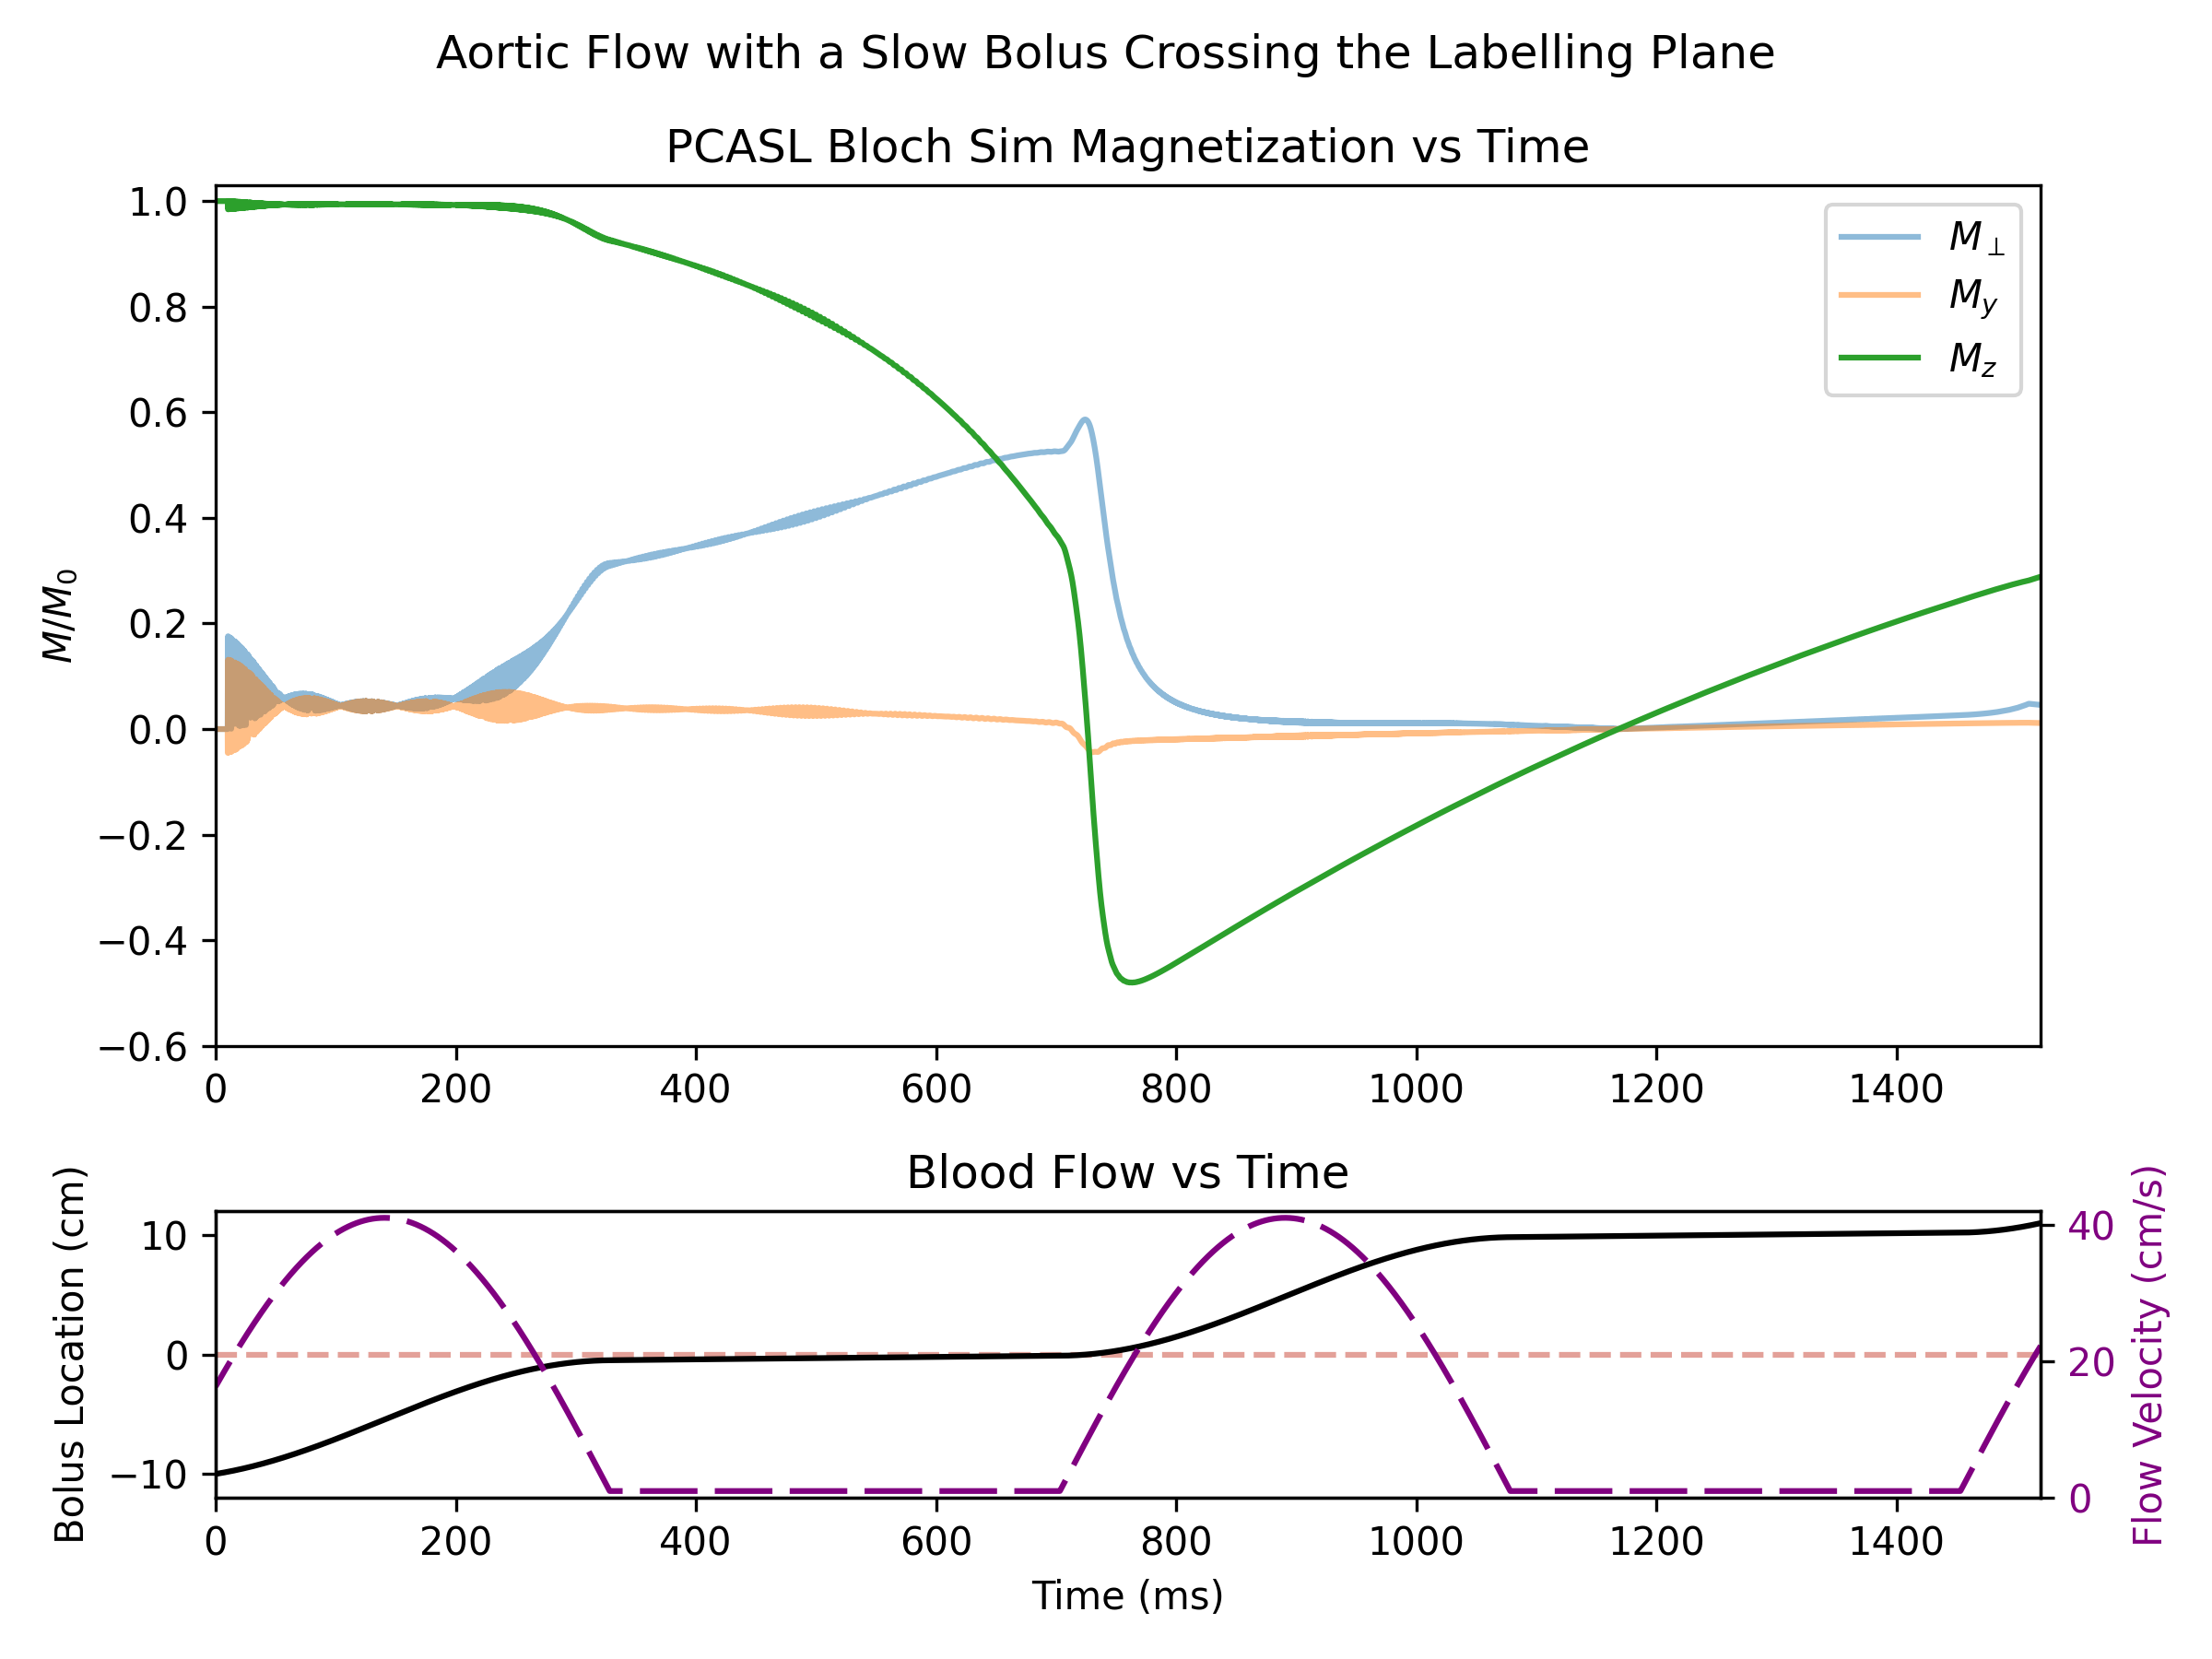 Aortic Flow with a Slow Bolus Crossing the Labelling Plane
PCASL Bloch Sim Magnetization vs Time
M⊥
My
Mz
M/M0
1.0
0.8
0.6
0.4
0.2
0.0
−0.2
−0.4
−0.6
0 200 400 600 800 1000 1200 1400
Blood Flow vs Time
Bolus Location (cm)
10
0
−10
40
20
0
Flow Velocity (cm/s)
0 200 400 600 800 1000 1200 1400
Time (ms)